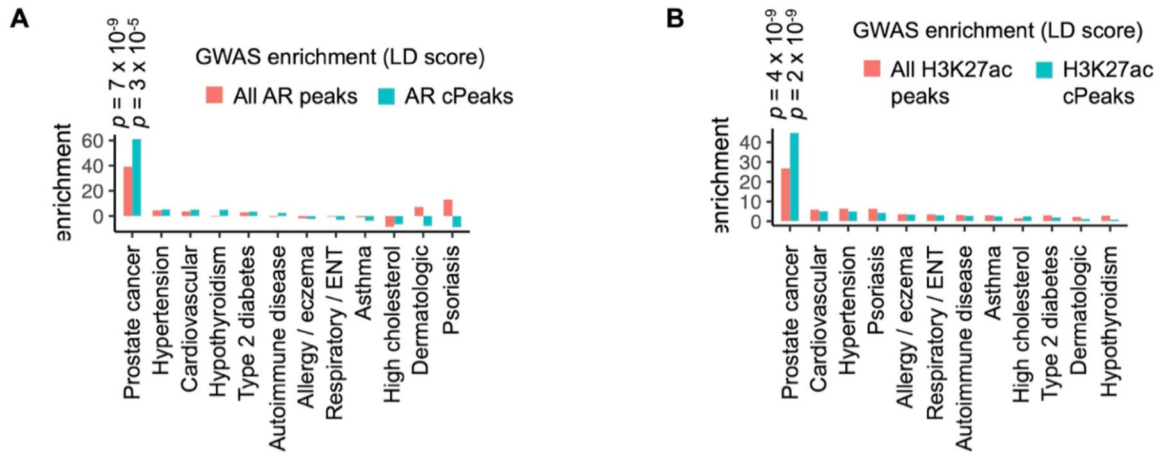 A
p = 7 x 10-9
p = 3 x 10-5
GWAS enrichment (LD score)
All AR peaks
AR cPeaks
enrichment
60
40
20
0
Prostate cancer
Hypertension
Cardiovascular
Hypothyroidism
Type 2 diabetes
Autoimmune disease
Allergy / eczema
Respiratory / ENT
Asthma
High cholesterol
Dermatologic
Psoriasis
B
p = 4 x 10-9
p = 2 x 10-9
GWAS enrichment (LD score)
All H3K27ac
peaks
H3K27ac
cPeaks
enrichment
40
30
20
10
0
Prostate cancer
Cardiovascular
Hypertension
Psoriasis
Allergy / eczema
Respiratory / ENT
Autoimmune disease
Asthma
High cholesterol
Type 2 diabetes
Dermatologic
Hypothyroidism